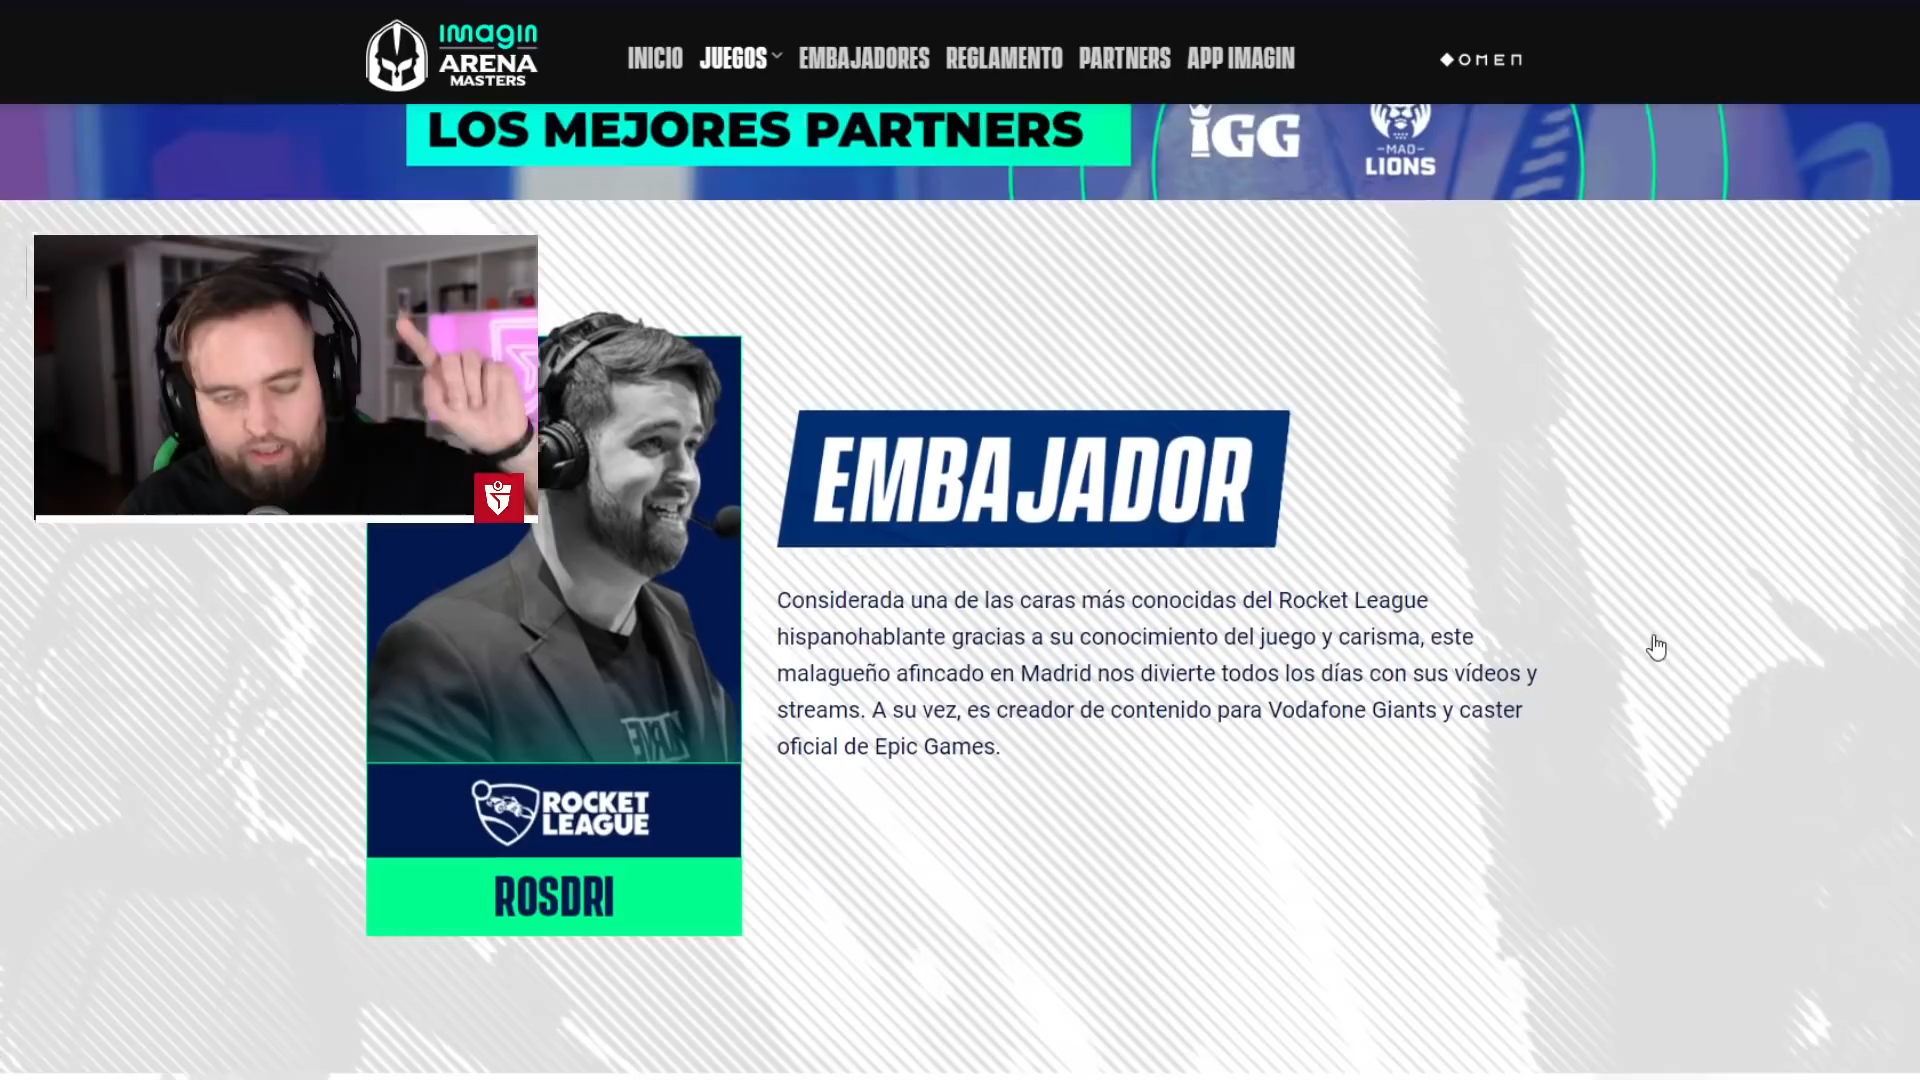 imagin
ARENA
MASTERS
INICIO JUEGOS EMBAJADORES REGLAMENTO PARTNERS APP IMAGIN
OMEN
LOS MEJORES PARTNERS
IGG
-MAD-
LIONS
EMBAJADOR
Considerada una de las caras más conocidas del Rocket League
hispanohablante gracias a su conocimiento del juego y carisma, este
malagueño afincado en Madrid nos divierte todos los días con sus vídeos y
streams. A su vez, es creador de contenido para Vodafone Giants y caster
oficial de Epic Games.
ROCKET
LEAGUE
ROSDRI